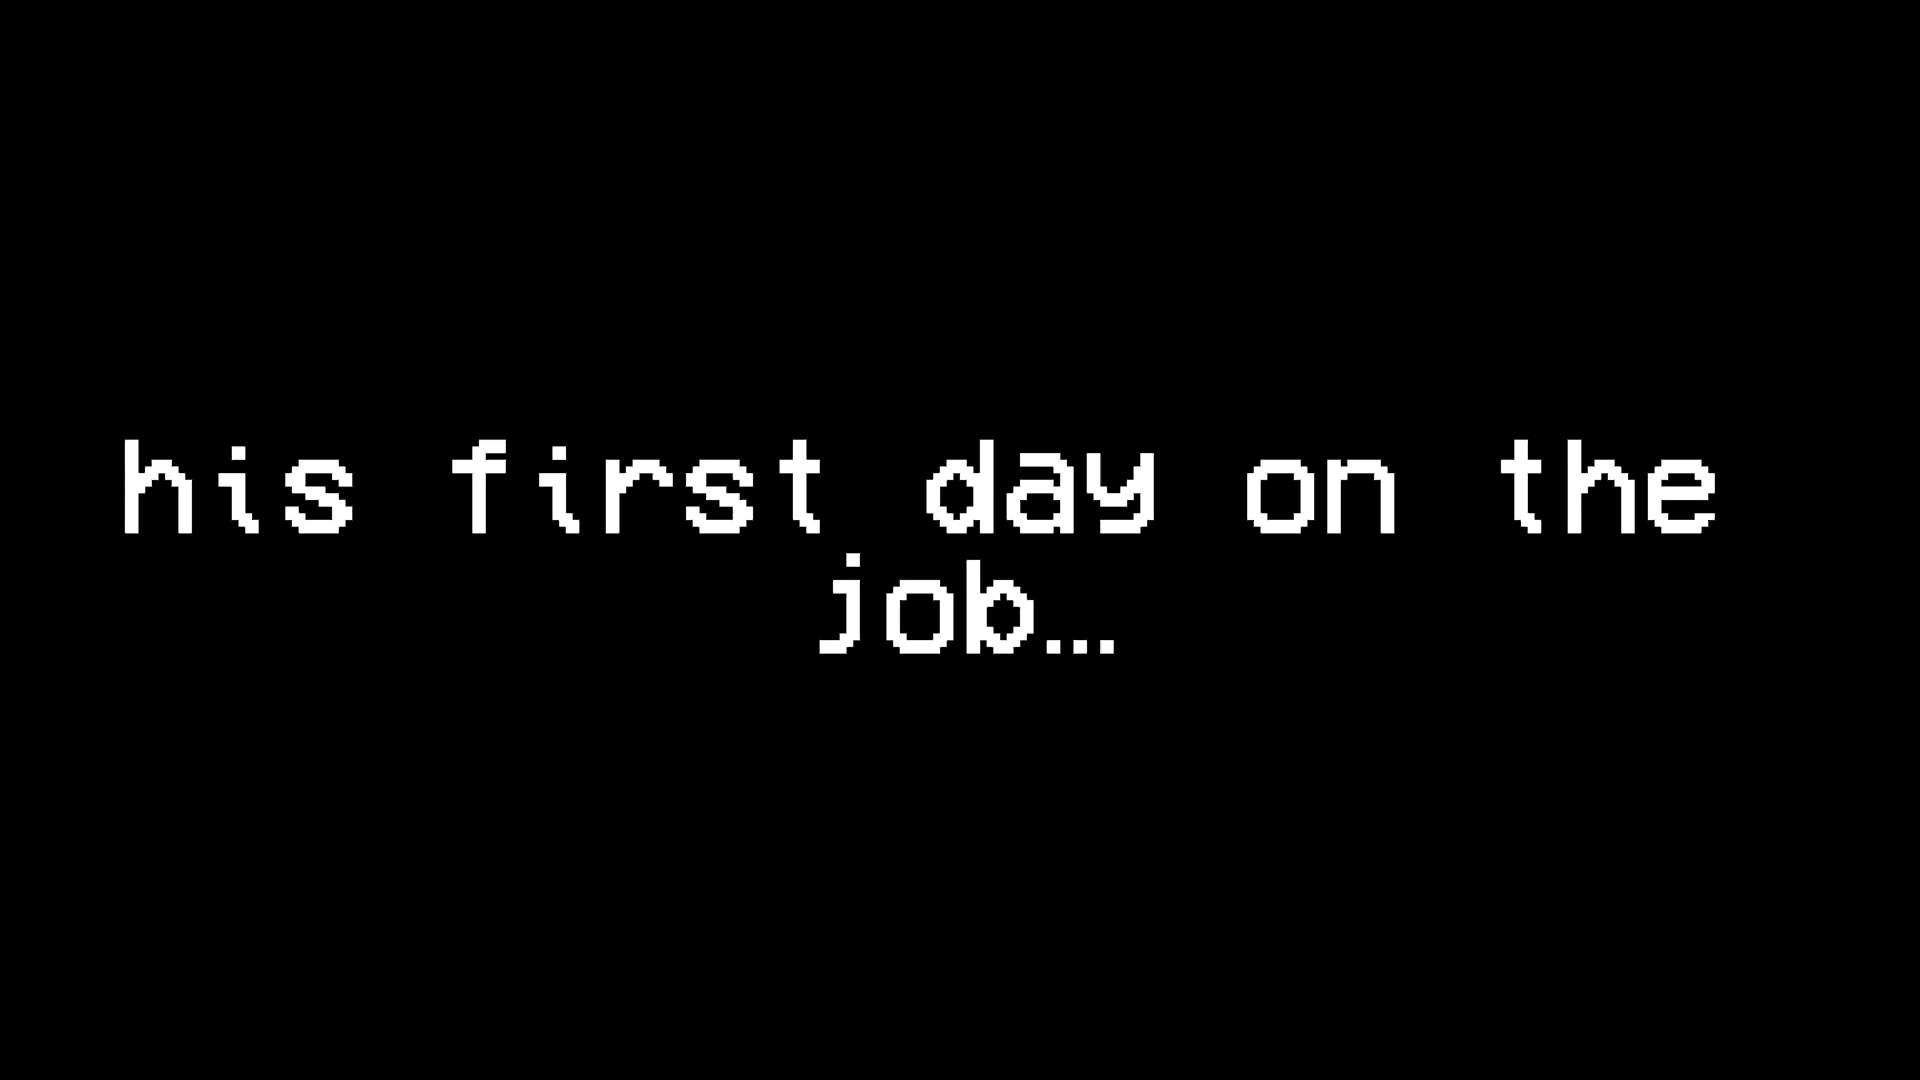 his first day on the
job…